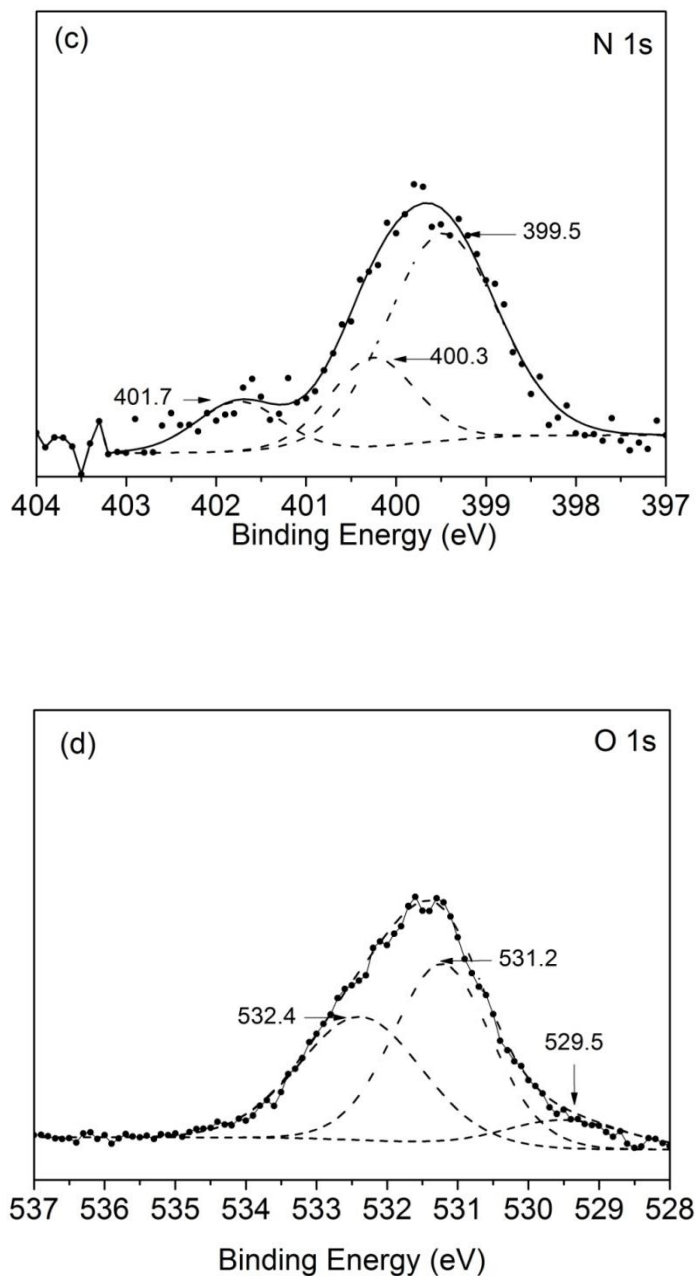 (c)
N 1s
399.5
400.3
401.7
404 403 402 401 400 399 398 397
Binding Energy (eV)
(d)
O 1s
531.2
532.4
529.5
537 536 535 534 533 532 531 530 529 528
Binding Energy (eV)